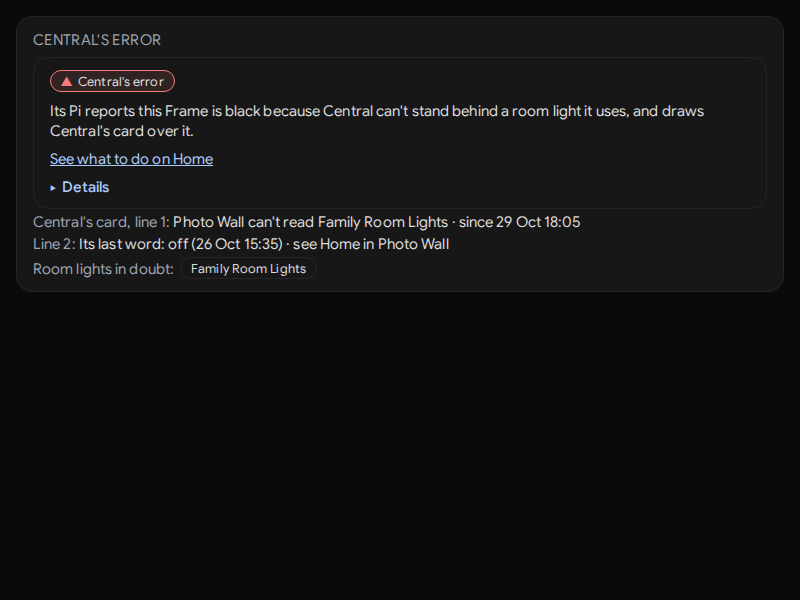 CENTRAL'S ERROR
Central's error
Its Pi reports this Frame is black because Central can't stand behind a room light it uses, and draws
Central's card over it.
See what to do on Home
Details
Central's card, line 1: Photo Wall can't read Family Room Lights · since 29 Oct 18:05
Line 2: Its last word: off (26 Oct 15:35) · see Home in Photo Wall
Room lights in doubt: Family Room Lights